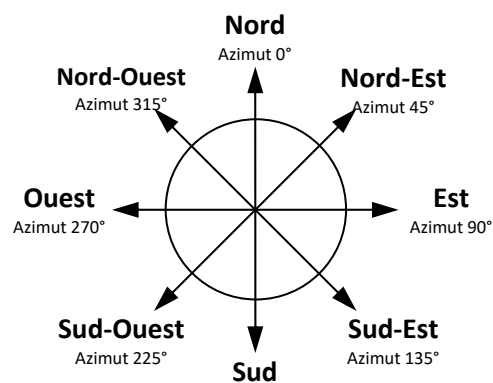 Nord
Azimut 0°
Nord-Ouest
Azimut 315°
Nord-Est
Azimut 45°
Ouest
Azimut 270°
Est
Azimut 90°
Sud-Ouest
Azimut 225°
Sud-Est
Azimut 135°
Sud